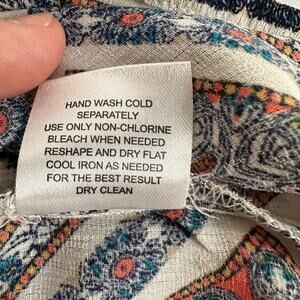 HAND WASH COLD
SEPARATELY
USE ONLY NON-CHLORINE
BLEACH WHEN NEEDED
RESHAPE AND DRY FLAT
COOL IRON AS NEEDED
FOR THE BEST RESULT
DRY CLEAN